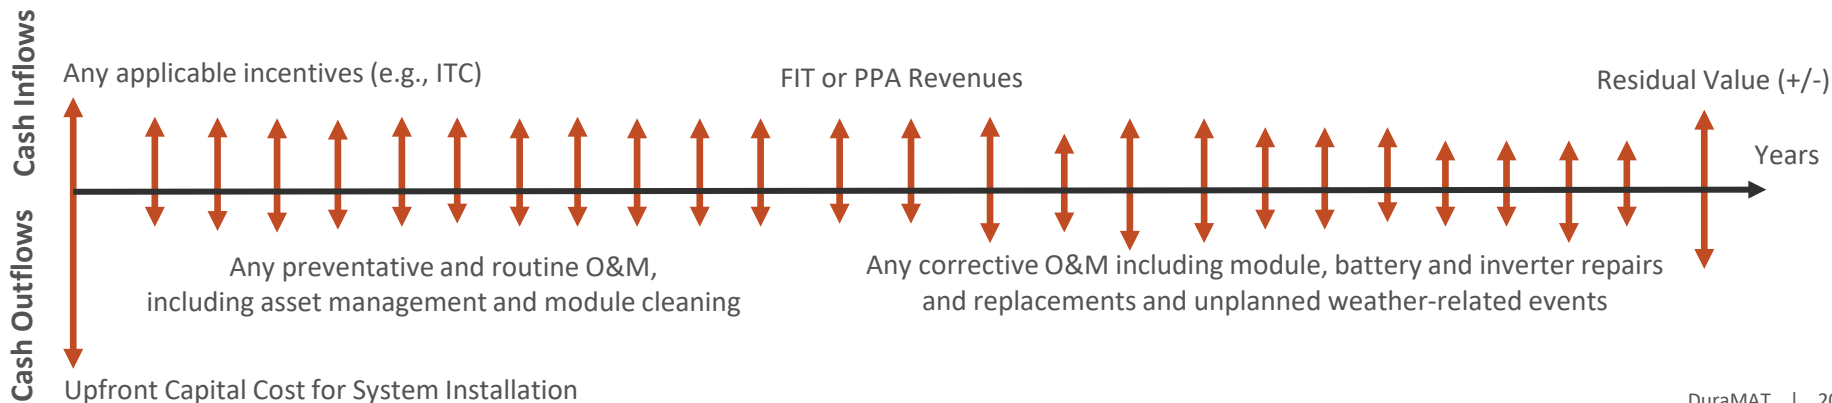 Cash Inflows
Any applicable incentives (e.g., ITC)
FIT or PPA Revenues
Residual Value (+/-)
Years
Cash Outflows
Any preventative and routine O&M,
including asset management and module cleaning
Any corrective O&M including module, battery and inverter repairs
and replacements and unplanned weather-related events
Upfront Capital Cost for System Installation
DuraMAT | 20